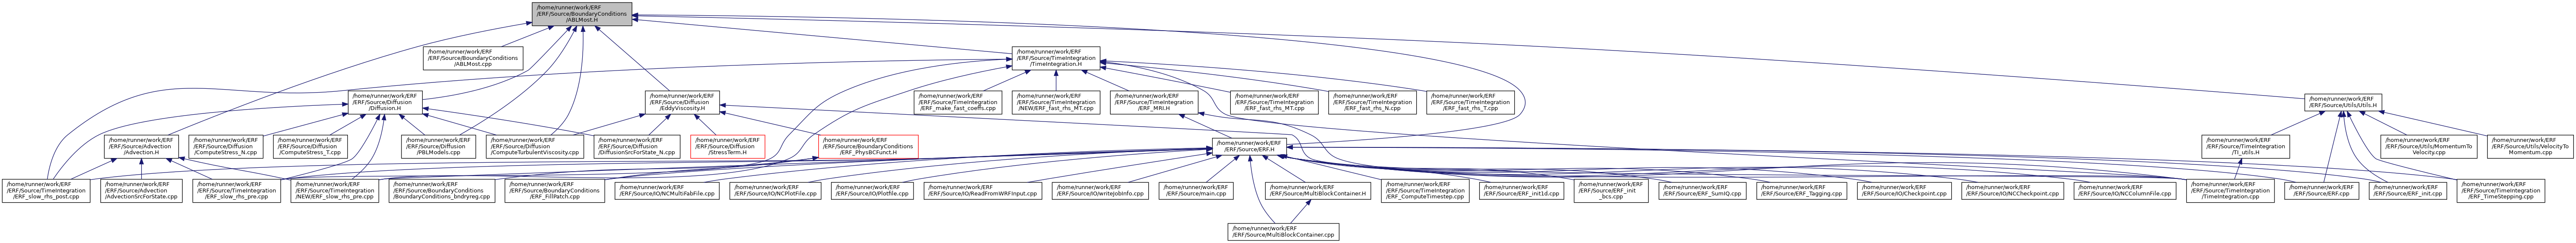 /home/runner/work/ERF
/ERF/Source/BoundaryConditions
/ABLMost.H
/home/runner/work/ERF
/ERF/Source/BoundaryConditions
/ABLMost.cpp
/home/runner/work/ERF
/ERF/Source/TimeIntegration
/TimeIntegration.H
/home/runner/work/ERF
/ERF/Source/Diffusion
/Diffusion.H
/home/runner/work/ERF
/ERF/Source/Diffusion
/EddyViscosity.H
/home/runner/work/ERF
/ERF/Source/TimeIntegration
/ERF_make_fast_coeffs.cpp
/home/runner/work/ERF
/ERF/Source/TimeIntegration
/NEW/ERF_fast_rhs_MT.cpp
/home/runner/work/ERF
/ERF/Source/TimeIntegration
/ERF_MRI.H
/home/runner/work/ERF
/ERF/Source/TimeIntegration
/ERF_fast_rhs_MT.cpp
/home/runner/work/ERF
/ERF/Source/TimeIntegration
/ERF_fast_rhs_N.cpp
/home/runner/work/ERF
/ERF/Source/TimeIntegration
/ERF_fast_rhs_T.cpp
/home/runner/work/ERF
/ERF/Source/Utils/Utils.H
/home/runner/work/ERF
/ERF/Source/Advection
/Advection.H
/home/runner/work/ERF
/ERF/Source/Diffusion
/ComputeStress_N.cpp
/home/runner/work/ERF
/ERF/Source/Diffusion
/ComputeStress_T.cpp
/home/runner/work/ERF
/ERF/Source/Diffusion
/PBLModels.cpp
/home/runner/work/ERF
/ERF/Source/Diffusion
/ComputeTurbulentViscosity.cpp
/home/runner/work/ERF
/ERF/Source/Diffusion
/DiffusionSrcForState_N.cpp
/home/runner/work/ERF
/ERF/Source/Diffusion
/StressTerm.H
/home/runner/work/ERF
/ERF/Source/BoundaryConditions
/ERF_PhysBCFunct.H
/home/runner/work/ERF
/ERF/Source/ERF.H
/home/runner/work/ERF
/ERF/Source/TimeIntegration
/TI_utils.H
/home/runner/work/ERF
/ERF/Source/Utils/MomentumTo
Velocity.cpp
/home/runner/work/ERF
/ERF/Source/Utils/VelocityTo
Momentum.cpp
/home/runner/work/ERF
/ERF/Source/TimeIntegration
/ERF_slow_rhs_post.cpp
/home/runner/work/ERF
/ERF/Source/Advection
/AdvectionSrcForState.cpp
/home/runner/work/ERF
/ERF/Source/TimeIntegration
/ERF_slow_rhs_pre.cpp
/home/runner/work/ERF
/ERF/Source/TimeIntegration
/NEW/ERF_slow_rhs_pre.cpp
/home/runner/work/ERF
/ERF/Source/BoundaryConditions
/BoundaryConditions_bndryreg.cpp
/home/runner/work/ERF
/ERF/Source/BoundaryConditions
/ERF_FillPatch.cpp
/home/runner/work/ERF
/ERF/Source/IO/NCMultiFabFile.cpp
/home/runner/work/ERF
/ERF/Source/IO/NCPlotFile.cpp
/home/runner/work/ERF
/ERF/Source/IO/Plotfile.cpp
/home/runner/work/ERF
/ERF/Source/IO/ReadFromWRFInput.cpp
/home/runner/work/ERF
/ERF/Source/IO/writeJobInfo.cpp
/home/runner/work/ERF
/ERF/Source/main.cpp
/home/runner/work/ERF
/ERF/Source/MultiBlockContainer.H
/home/runner/work/ERF
/ERF/Source/TimeIntegration
/ERF_ComputeTimestep.cpp
/home/runner/work/ERF
/ERF/Source/ERF_init1d.cpp
/home/runner/work/ERF
/ERF/Source/ERF_init
_bcs.cpp
/home/runner/work/ERF
/ERF/Source/ERF_SumIQ.cpp
/home/runner/work/ERF
/ERF/Source/ERF_Tagging.cpp
/home/runner/work/ERF
/ERF/Source/IO/Checkpoint.cpp
/home/runner/work/ERF
/ERF/Source/IO/NCCheckpoint.cpp
/home/runner/work/ERF
/ERF/Source/IO/NCColumnFile.cpp
/home/runner/work/ERF
/ERF/Source/TimeIntegration
/TimeIntegration.cpp
/home/runner/work/ERF
/ERF/Source/ERF.cpp
/home/runner/work/ERF
/ERF/Source/ERF_init.cpp
/home/runner/work/ERF
/ERF/Source/TimeIntegration
/ERF_TimeStepping.cpp
/home/runner/work/ERF
/ERF/Source/MultiBlockContainer.cpp